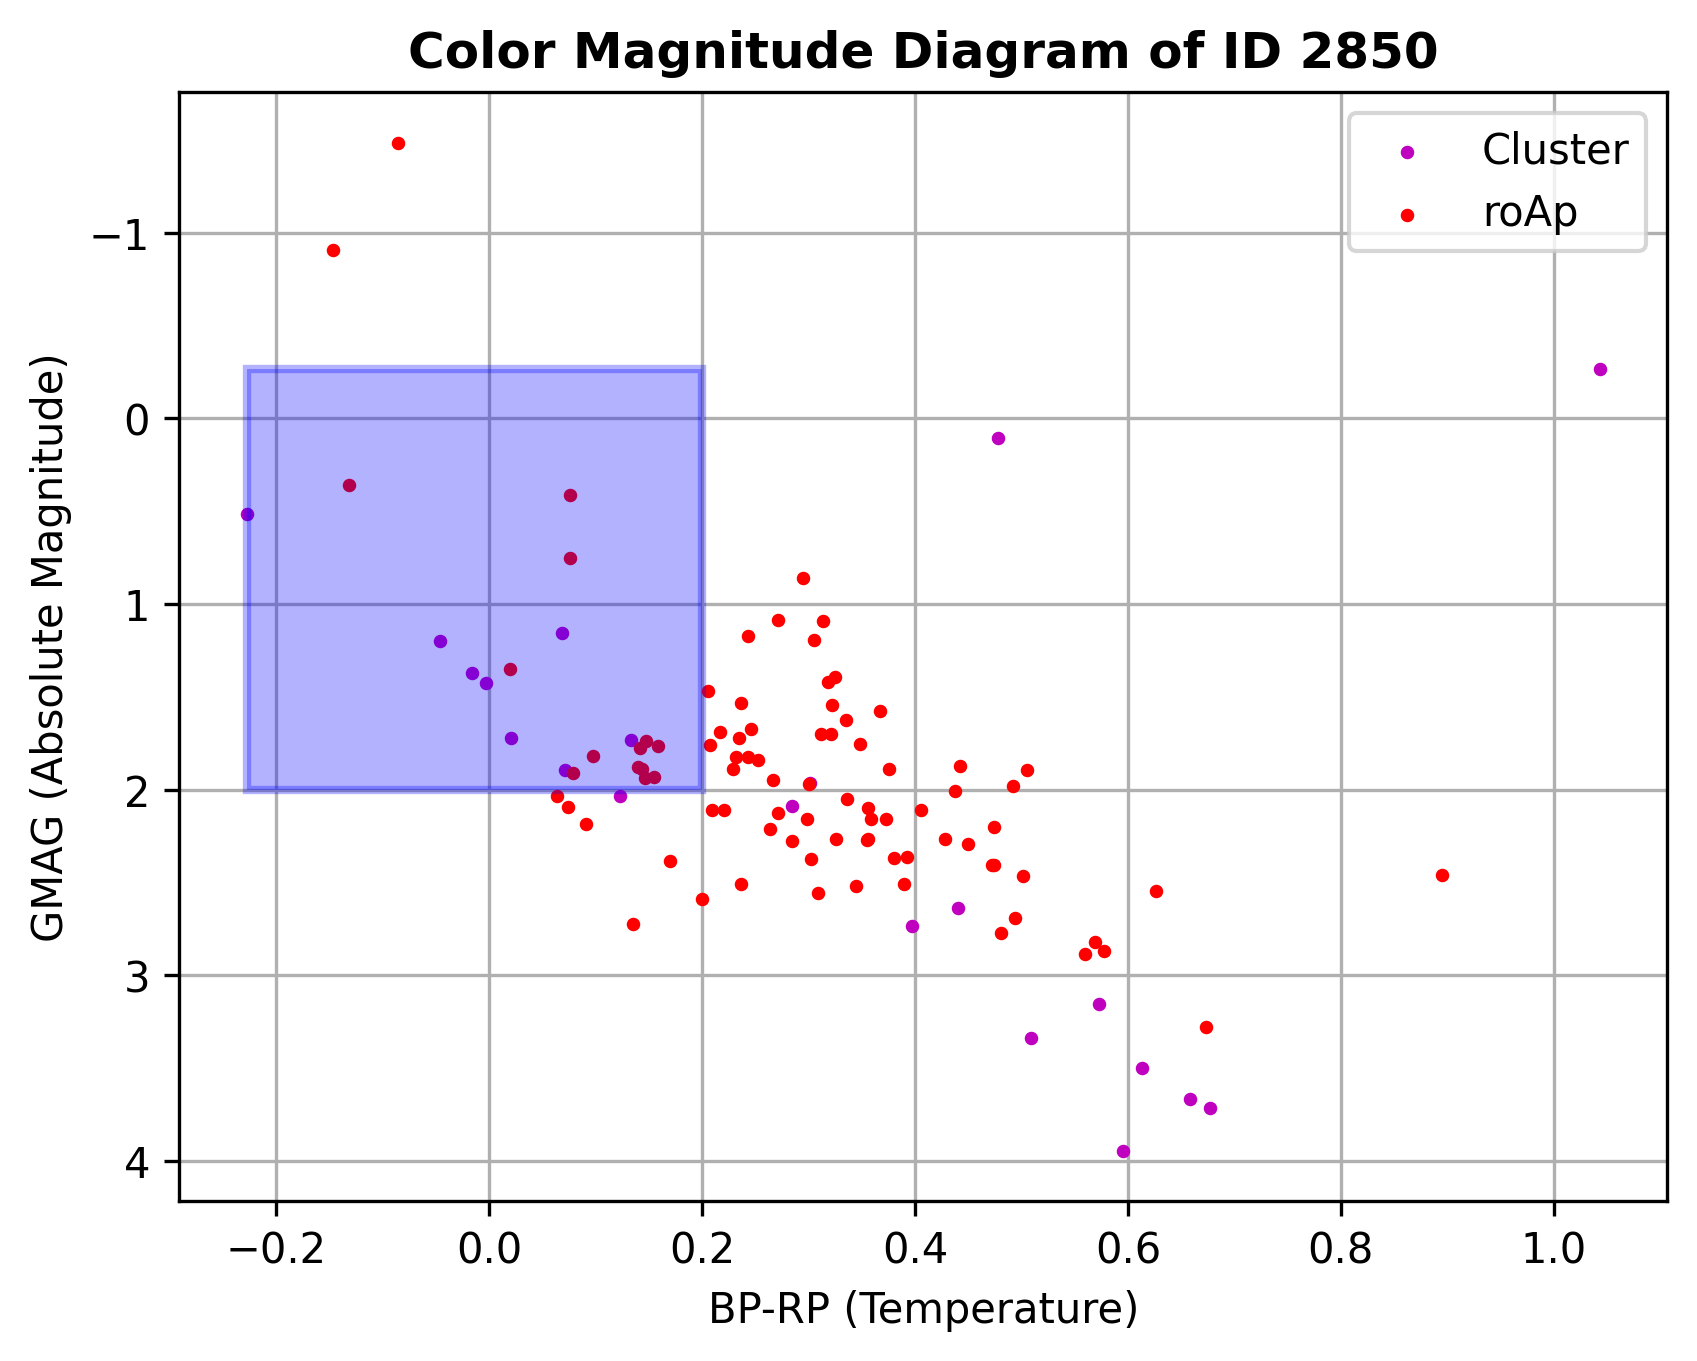 Color Magnitude Diagram of ID 2850
Cluster
roAp
GMAG (Absolute Magnitude)
−1
0
1
2
3
4
−0.2 0.0 0.2 0.4 0.6 0.8 1.0
BP-RP (Temperature)